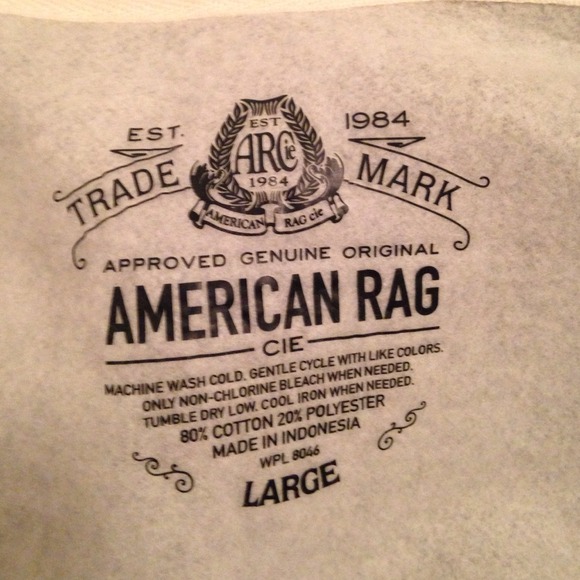 EST. 1984
TRADE MARK
EST
ARCie
1984
AMERICAN RAG cie
APPROVED GENUINE ORIGINAL
AMERICAN RAG
CIE
MACHINE WASH COLD. GENTLE CYCLE WITH LIKE COLORS.
ONLY NON-CHLORINE BLEACH WHEN NEEDED.
TUMBLE DRY LOW. COOL IRON WHEN NEEDED.
80% COTTON 20% POLYESTER
MADE IN INDONESIA
WPL 8046
LARGE